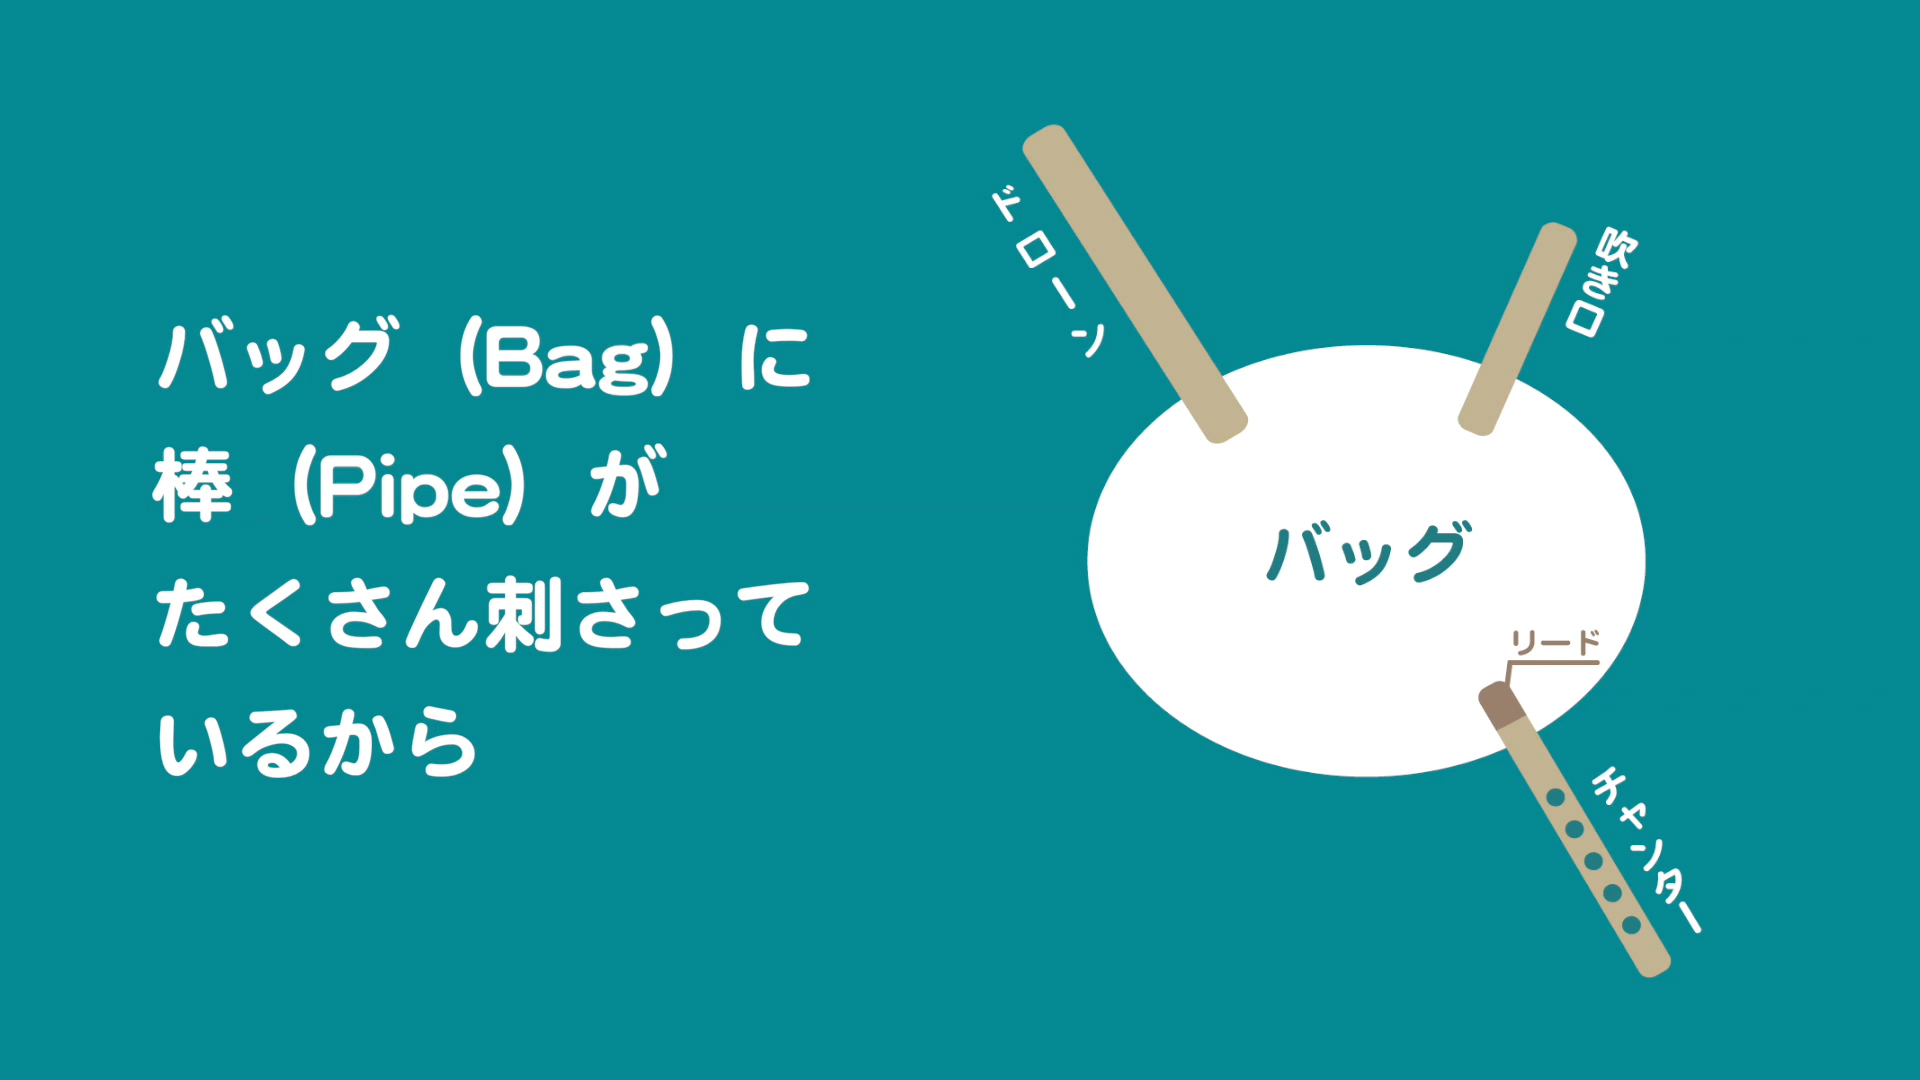 バッグ（Bag）に
棒（Pipe）が
たくさん刺さって
いるから
ドローン
吹き口
バッグ
リード
チャンター